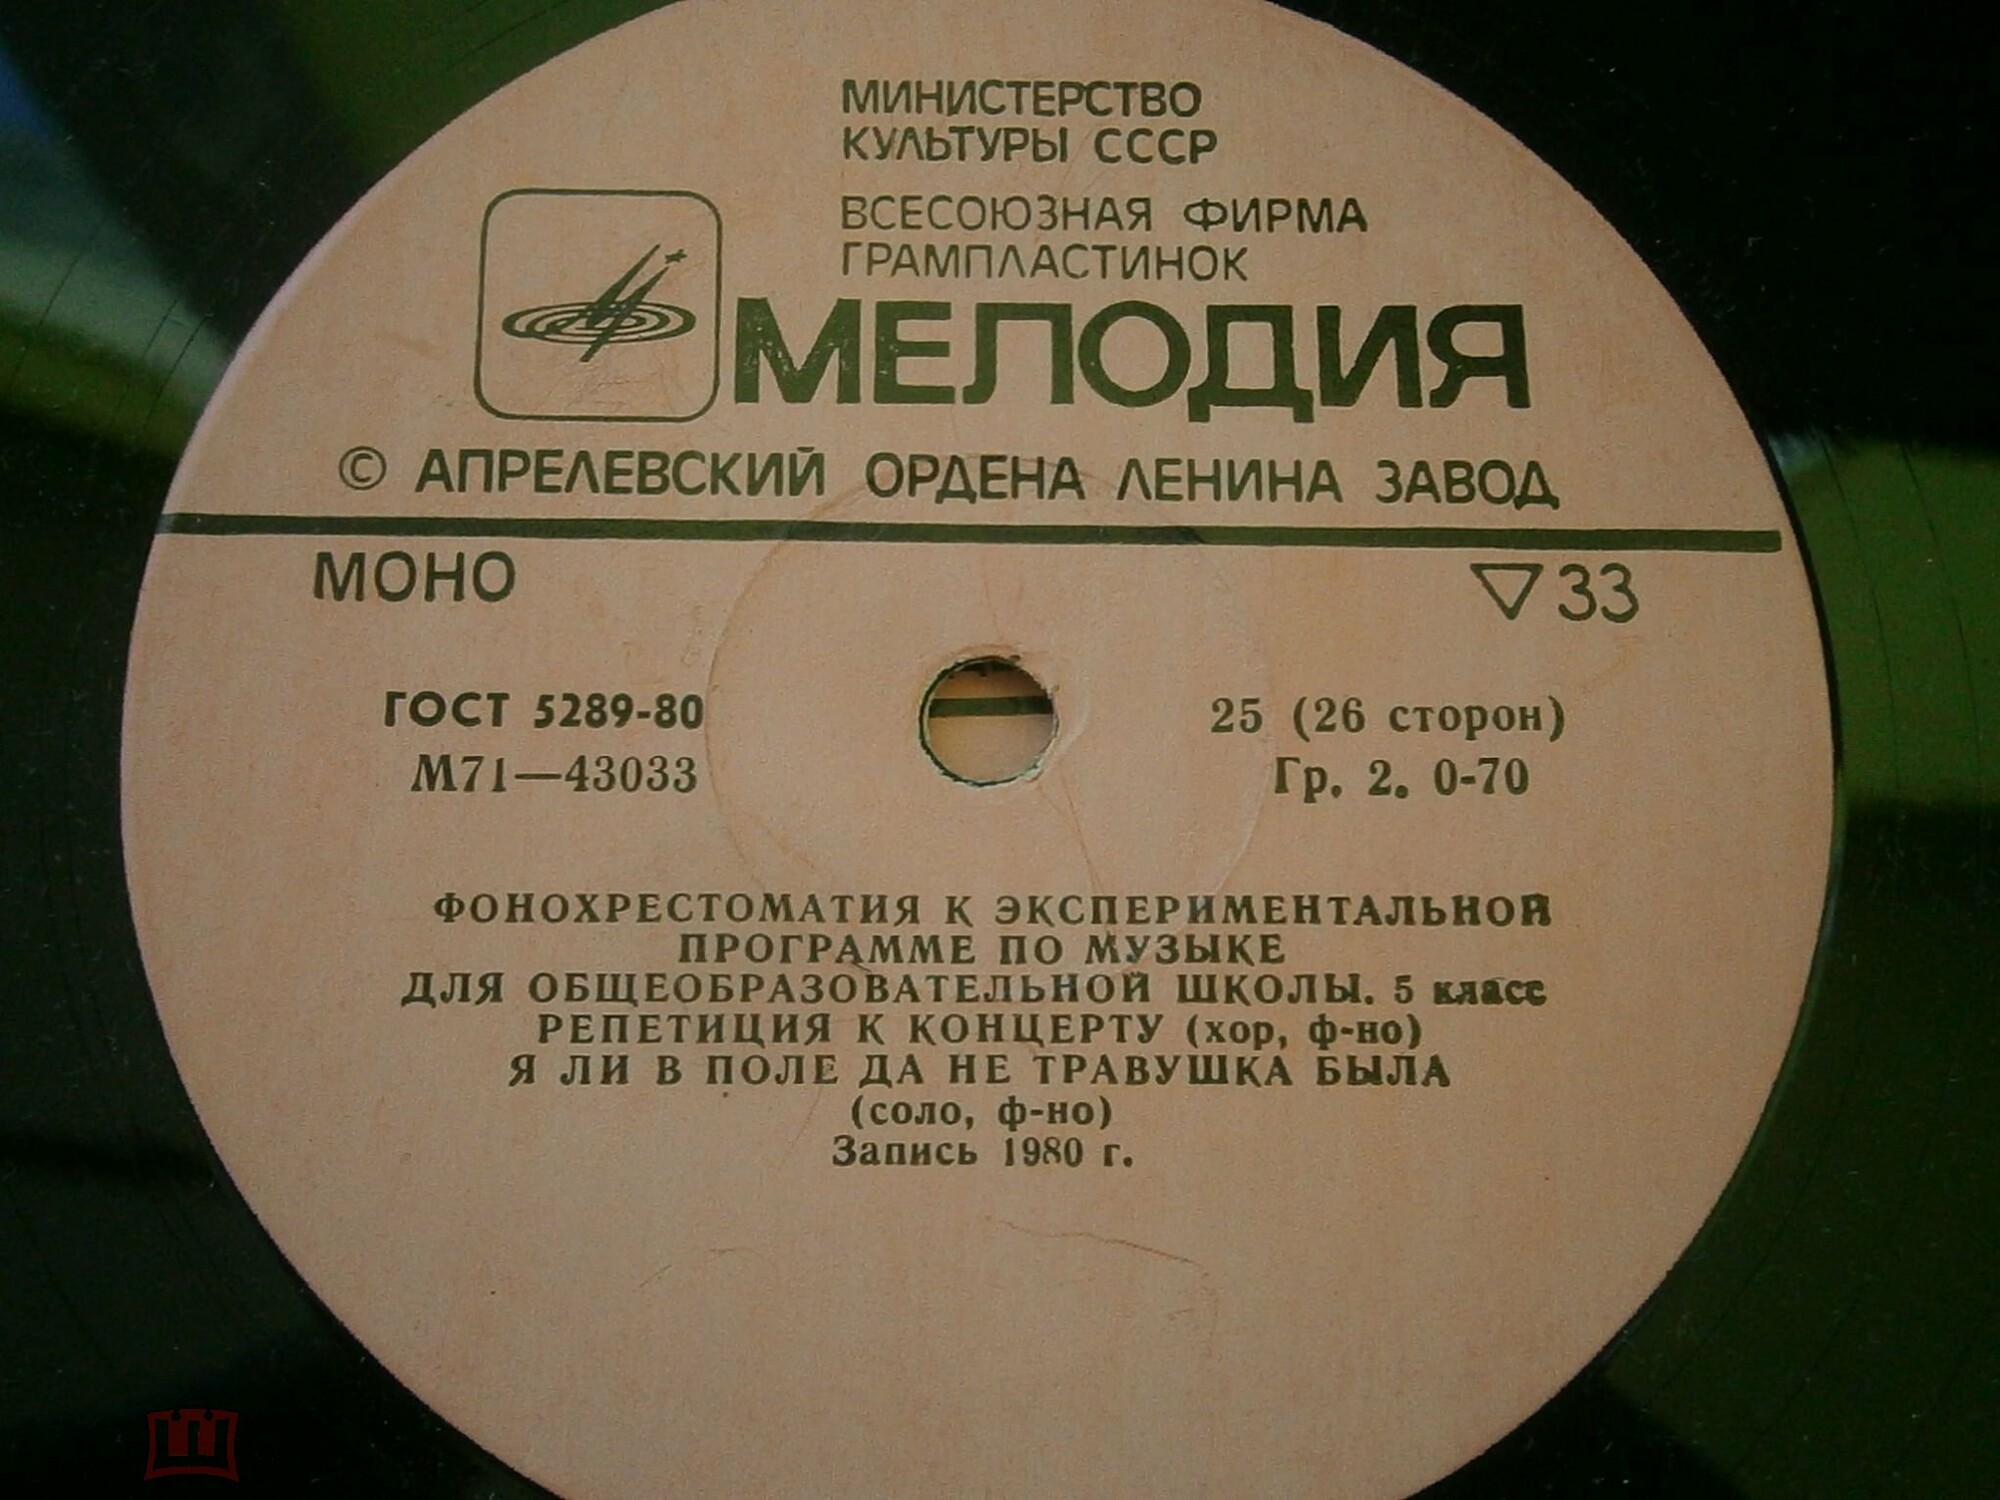 МИНИСТЕРСТВО
КУЛЬТУРЫ СССР
ВСЕСОЮЗНАЯ ФИРМА
ГРАМПЛАСТИНОК
МЕЛОДИЯ
© АПРЕЛЕВСКИЙ ОРДЕНА ЛЕНИНА ЗАВОД
МОНО ▽33
ГОСТ 5289-80 25 (26 сторон)
М71—43033 Гр. 2. 0-70
ФОНОХРЕСТОМАТИЯ К ЭКСПЕРИМЕНТАЛЬНОЙ
ПРОГРАММЕ ПО МУЗЫКЕ
ДЛЯ ОБЩЕОБРАЗОВАТЕЛЬНОЙ ШКОЛЫ. 5 класс
РЕПЕТИЦИЯ К КОНЦЕРТУ (хор, ф-но)
Я ЛИ В ПОЛЕ ДА НЕ ТРАВУШКА БЫЛА
(соло, ф-но)
Запись 1980 г.